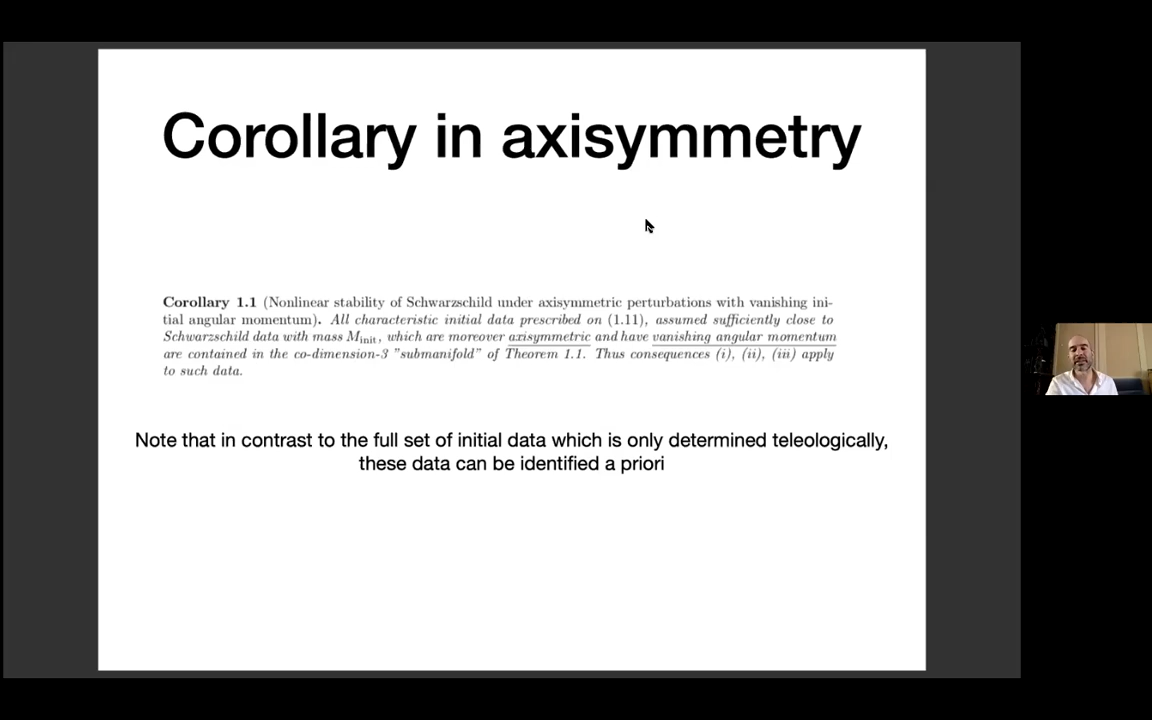 Corollary in axisymmetry
Corollary 1.1 (Nonlinear stability of Schwarzschild under axisymmetric perturbations with vanishing ini-
tial angular momentum). All characteristic initial data prescribed on (1.11), assumed sufficiently close to
Schwarzschild data with mass M_init, which are moreover axisymmetric and have vanishing angular momentum
are contained in the co-dimension-3 "submanifold" of Theorem 1.1. Thus consequences (i), (ii), (iii) apply
to such data.
Note that in contrast to the full set of initial data which is only determined teleologically,
these data can be identified a priori